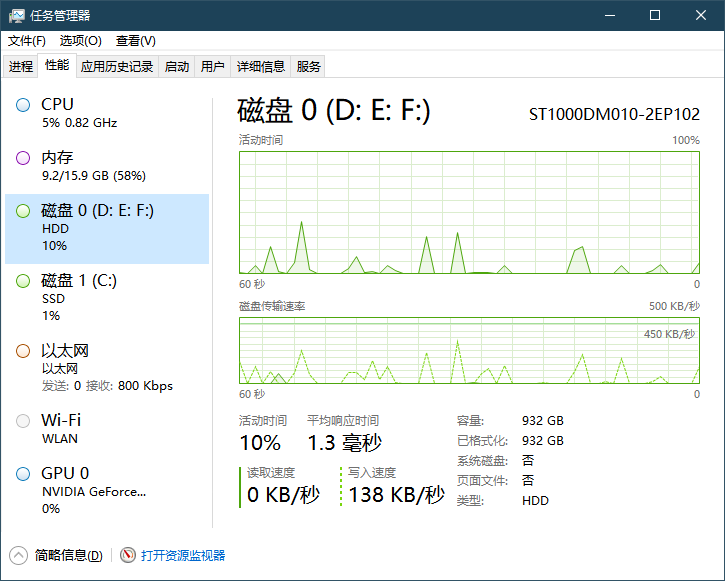 任务管理器
文件(F) 选项(O) 查看(V)
进程 性能 应用历史记录 启动 用户 详细信息 服务
CPU
5% 0.82 GHz
内存
9.2/15.9 GB (58%)
磁盘 0 (D: E: F:)
HDD
10%
磁盘 1 (C:)
SSD
1%
以太网
以太网
发送: 0 接收: 800 Kbps
Wi-Fi
WLAN
GPU 0
NVIDIA GeForce...
0%
磁盘 0 (D: E: F:) ST1000DM010-2EP102
活动时间 100%
60 秒 0
磁盘传输速率 500 KB/秒
450 KB/秒
60 秒 0
活动时间 平均响应时间
10% 1.3 毫秒
读取速度 写入速度
0 KB/秒 138 KB/秒
容量: 932 GB
已格式化: 932 GB
系统磁盘: 否
页面文件: 否
类型: HDD
简略信息(D) 打开资源监视器